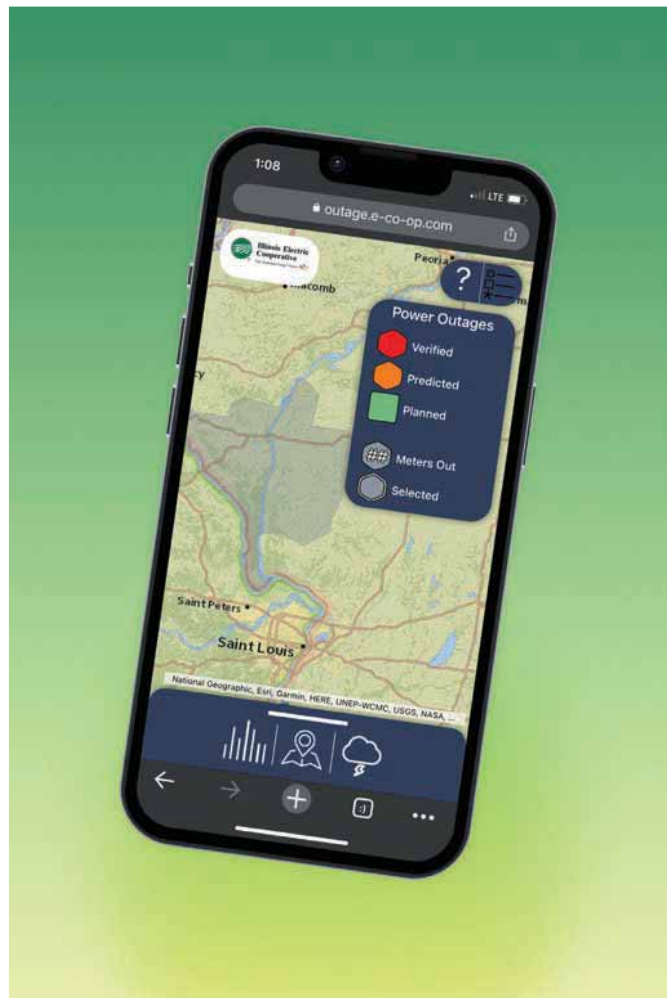 1:08
LTE
outage.e-co-op.com
Illinois Electric
Cooperative
Peoria
Power Outages
Verified
Predicted
Planned
## Meters Out
Selected
Saint Peters
Saint Louis
National Geographic, Esri, Garmin, HERE, UNEP-WCMC, USGS, NASA, ...
:)